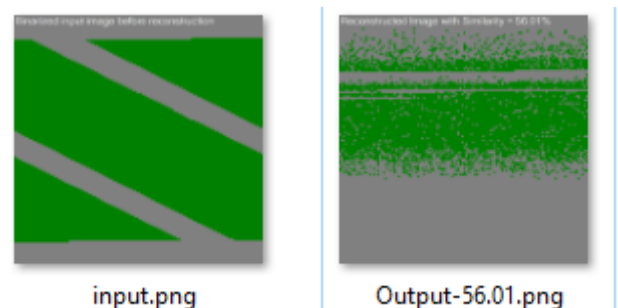 Binarized input image before reconstruction
Reconstructed Image with Similarity = 56.01%
input.png
Output-56.01.png